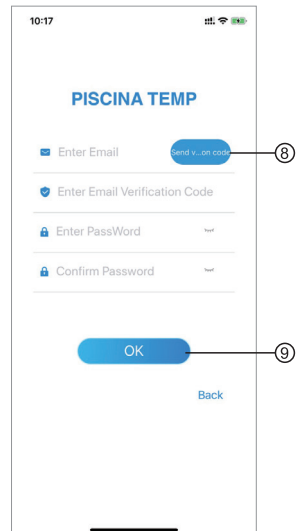 10:17
PISCINA TEMP
Enter Email
Send v...on code
⑧
Enter Email Verification Code
Enter PassWord
Confirm Password
OK
⑨
Back